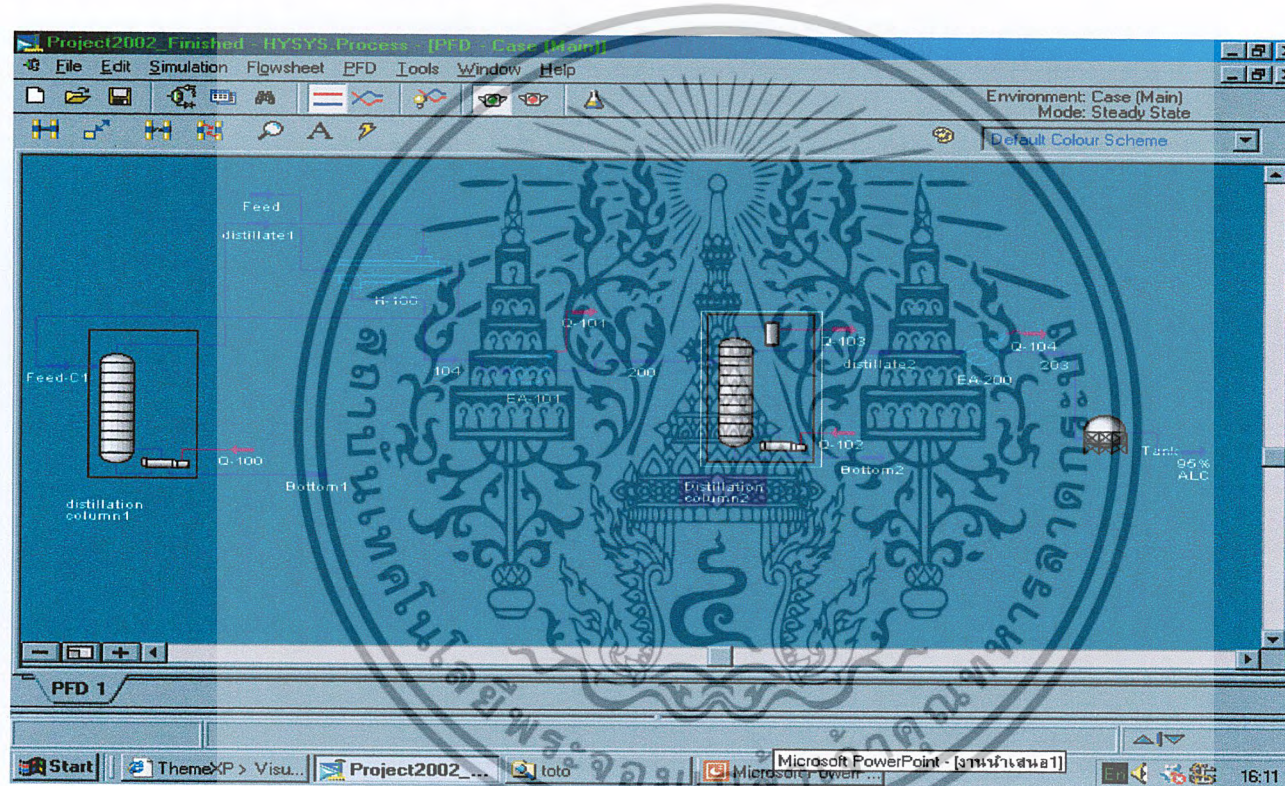 Project2002_Finished - HYSYS.Process - [PFD - Case (Main)]
File Edit Simulation Flowsheet PFD Tools Window Help
Environment: Case (Main)
Mode: Steady State
Default Colour Scheme
Feed
distillate1
H-100
Q-101
Q-103
Q-104
Feed-C1
104
200
distillate2
203
EA-101
EA-200
Q-100
Q-102
Tank
Bottom1
Bottom2
95%
ALC
distillation
column1
Distillation
column2
PFD 1
Start
ThemeXP > Visu...
Project2002_...
toto
Microsoft PowerPoint - [งานนำเสนอ1]
En
16:11